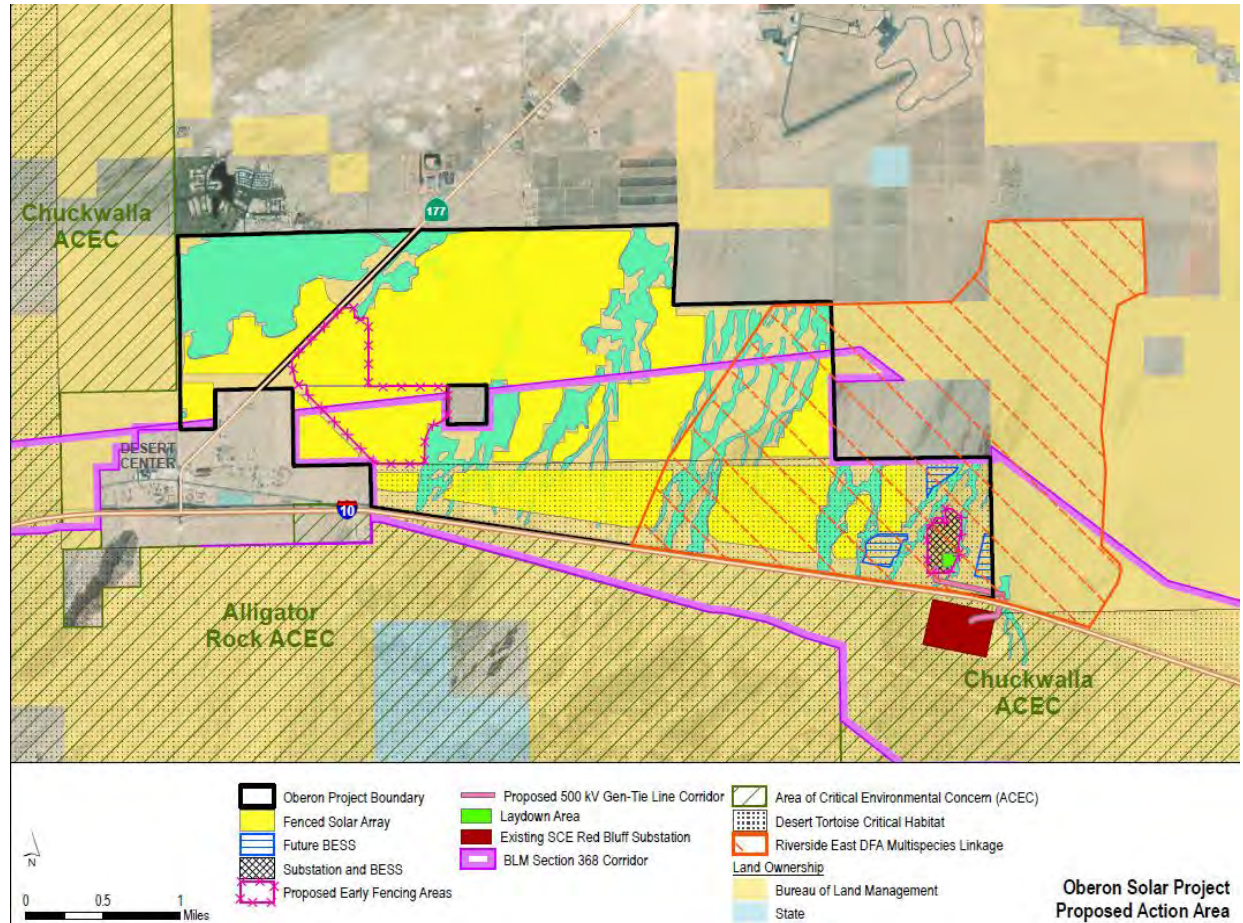 177
Chuckwalla
ACEC
DESERT
CENTER
10
Alligator
Rock ACEC
Chuckwalla
ACEC
Oberon Project Boundary
Fenced Solar Array
Future BESS
Substation and BESS
Proposed Early Fencing Areas
Proposed 500 kV Gen-Tie Line Corridor
Laydown Area
Existing SCE Red Bluff Substation
BLM Section 368 Corridor
Area of Critical Environmental Concern (ACEC)
Desert Tortoise Critical Habitat
Riverside East DFA Multispecies Linkage
Land Ownership
Bureau of Land Management
State
N
0 0.5 1
Miles
Oberon Solar Project
Proposed Action Area